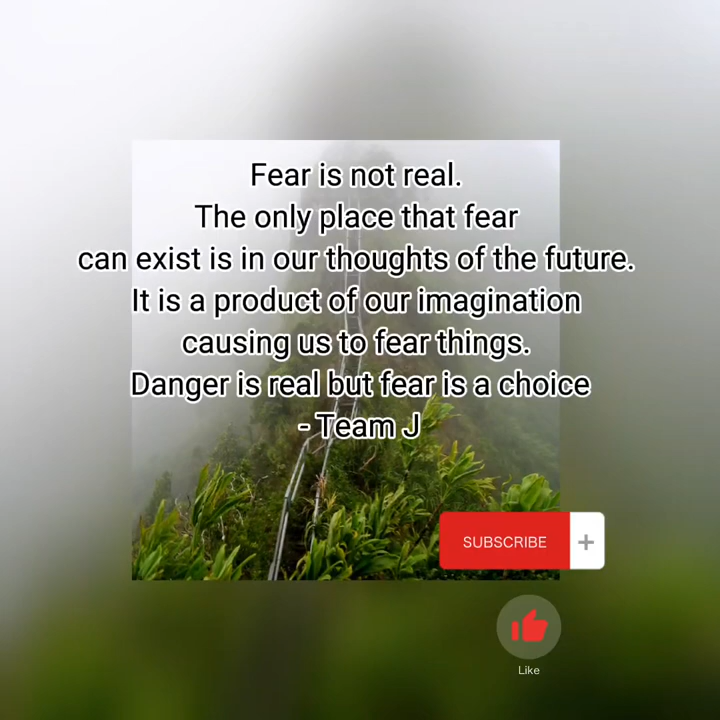 Fear is not real.
The only place that fear
can exist is in our thoughts of the future.
It is a product of our imagination
causing us to fear things.
Danger is real but fear is a choice
- Team J
SUBSCRIBE +
Like